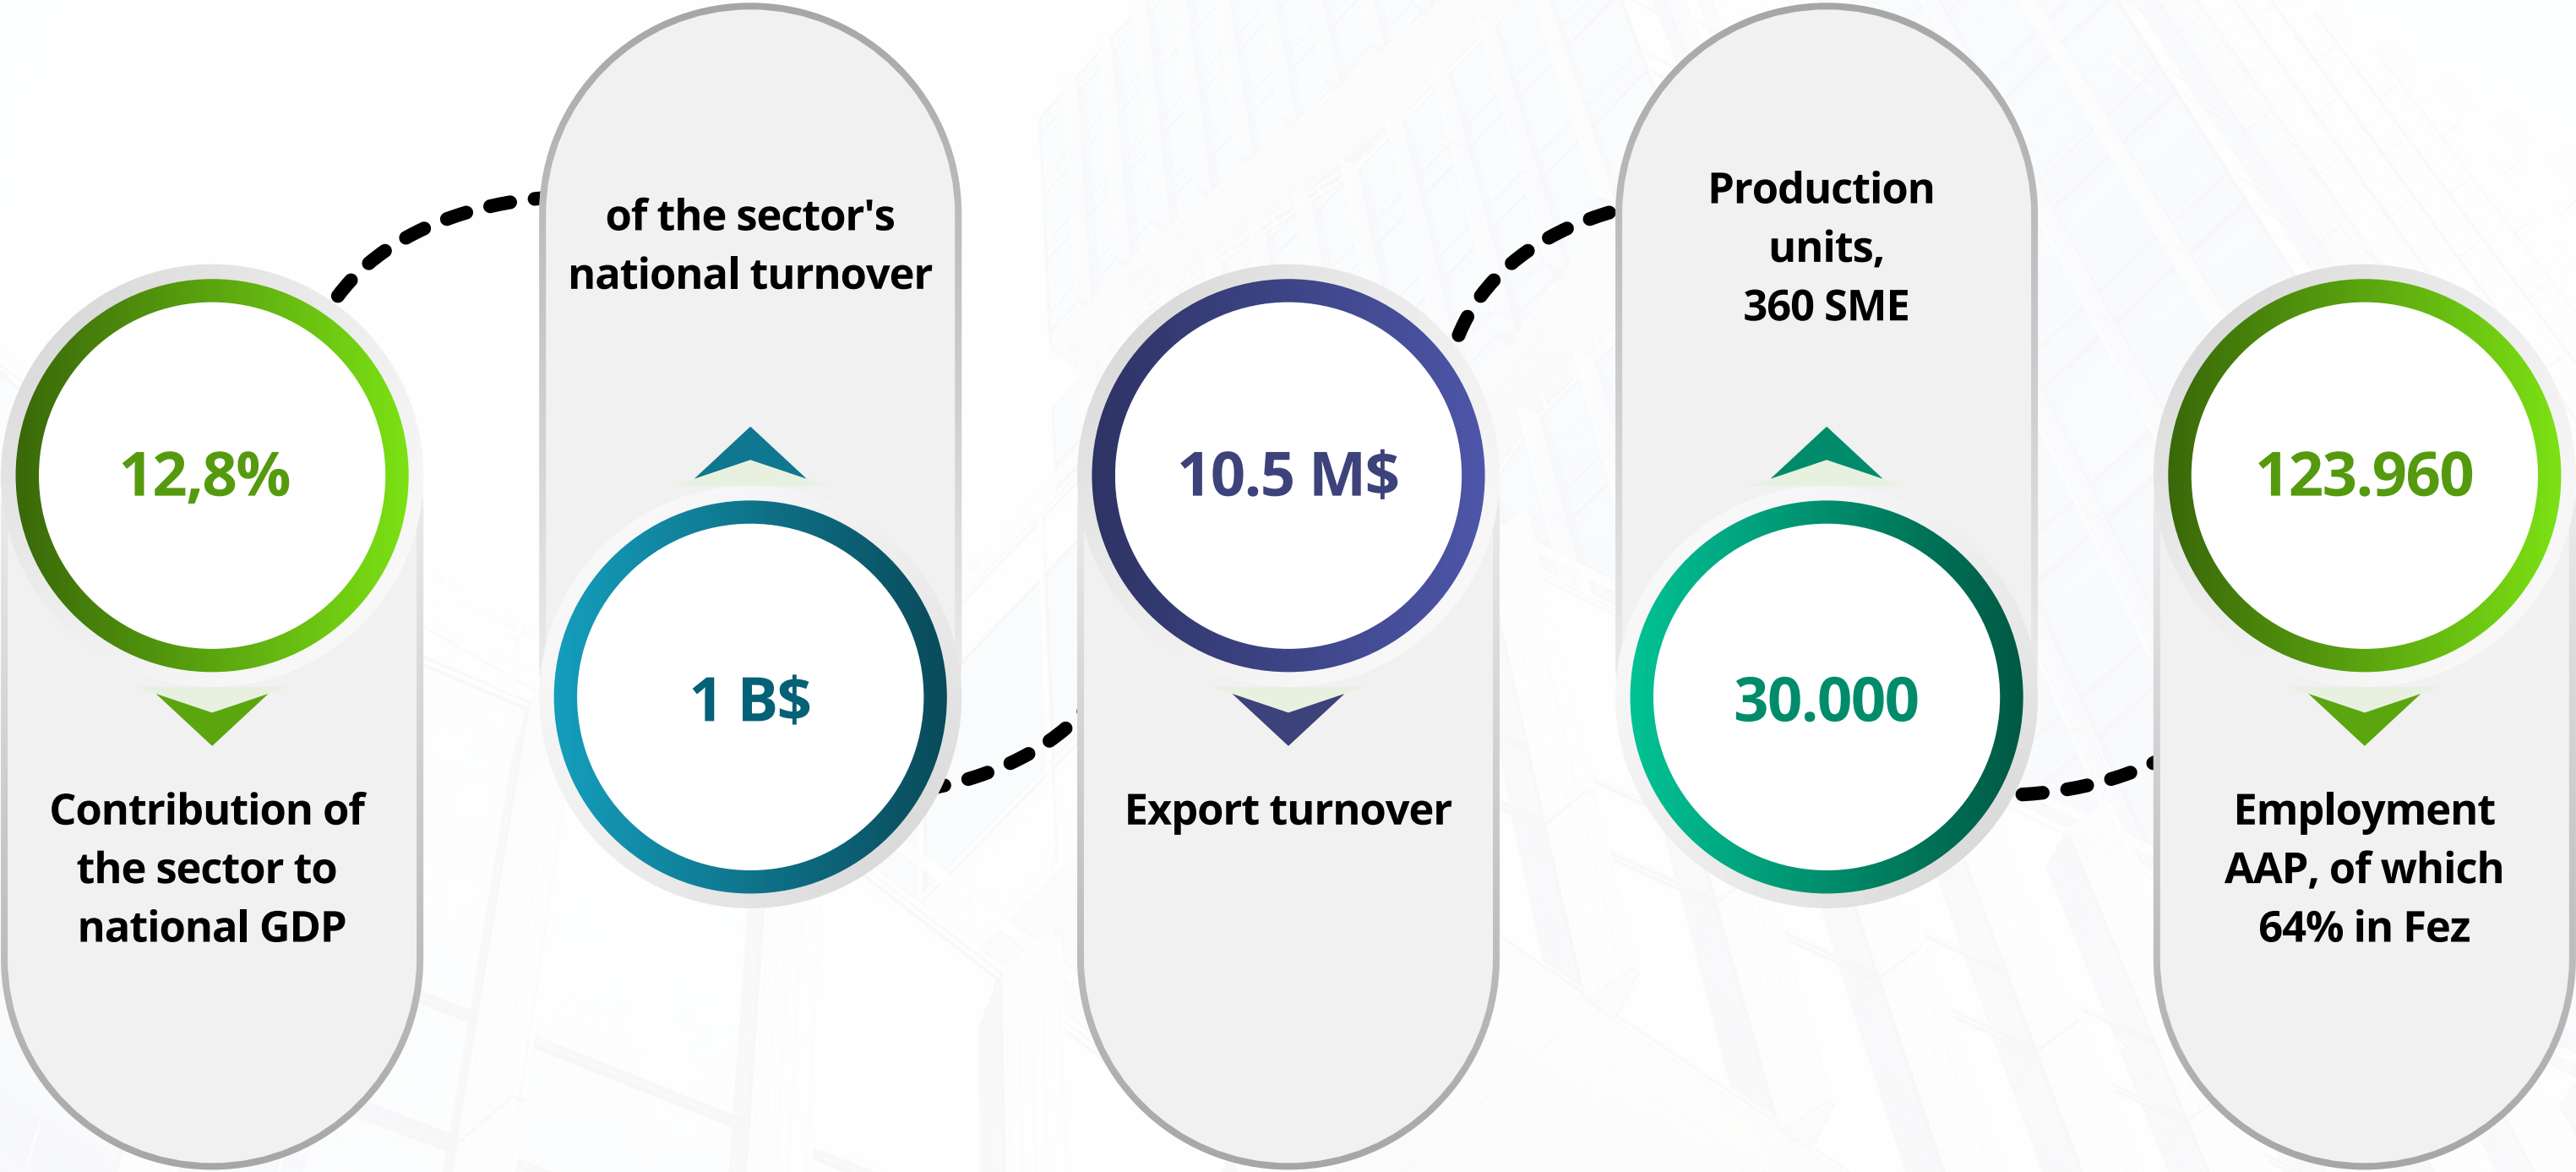 12,8%
Contribution of
the sector to
national GDP
of the sector's
national turnover
1 B$
10.5 M$
Export turnover
Production
units,
360 SME
30.000
123.960
Employment
AAP, of which
64% in Fez